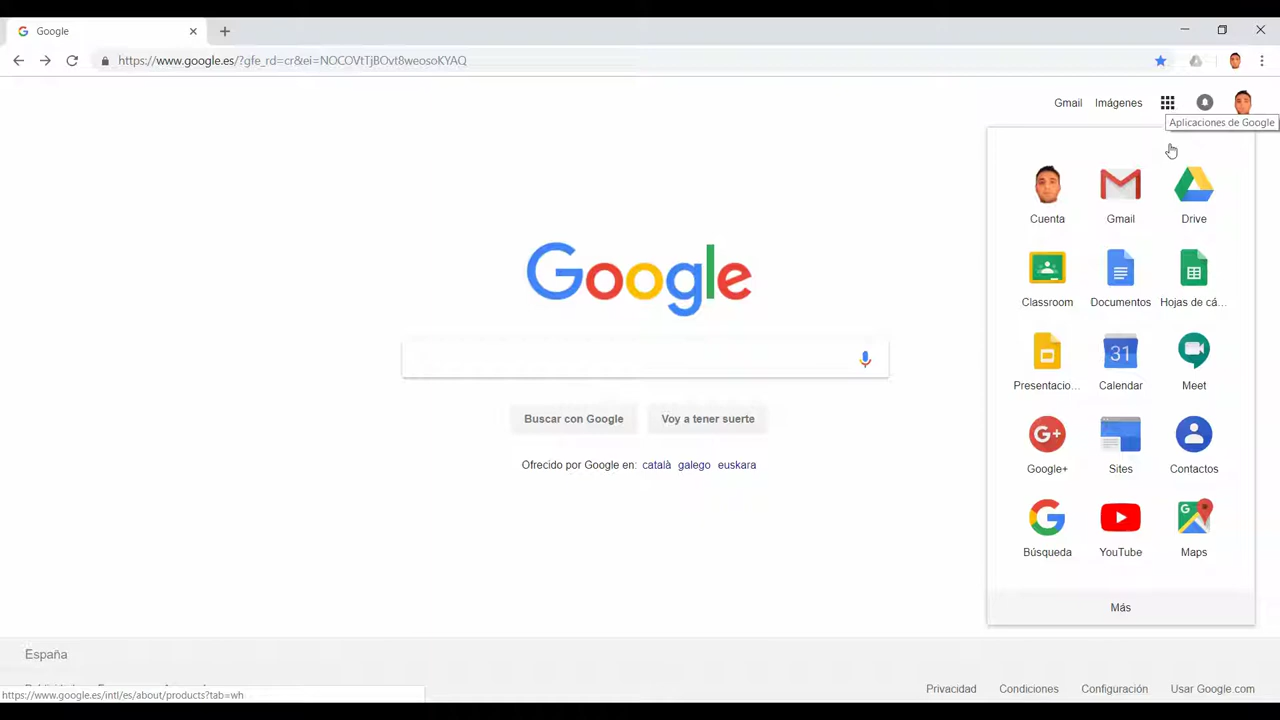 Google
https://www.google.es/?gfe_rd=cr&ei=NOCOVtTjBOvt8weosoKYAQ
Gmail Imágenes
Aplicaciones de Google
Cuenta Gmail Drive
Classroom Documentos Hojas de cá...
31
Presentacio... Calendar Meet
G+
Google+ Sites Contactos
G G
Búsqueda YouTube Maps
Más
Google
Buscar con Google Voy a tener suerte
Ofrecido por Google en: català galego euskara
España
https://www.google.es/intl/es/about/products?tab=wh
Privacidad Condiciones Configuración Usar Google.com